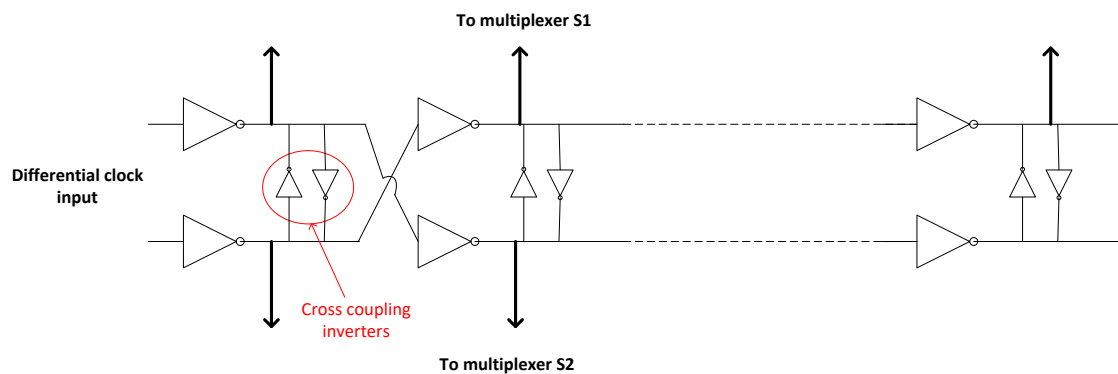 To multiplexer S1
Differential clock
input
Cross coupling
inverters
To multiplexer S2